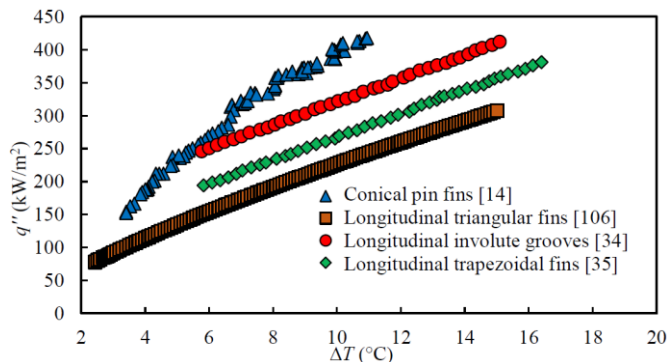 450
400
350
300
250
200
150
100
50
0
q'' (kW/m²)
Conical pin fins [14]
Longitudinal triangular fins [106]
Longitudinal involute grooves [34]
Longitudinal trapezoidal fins [35]
2 4 6 8 10 12 14 16 18 20
ΔT (°C)